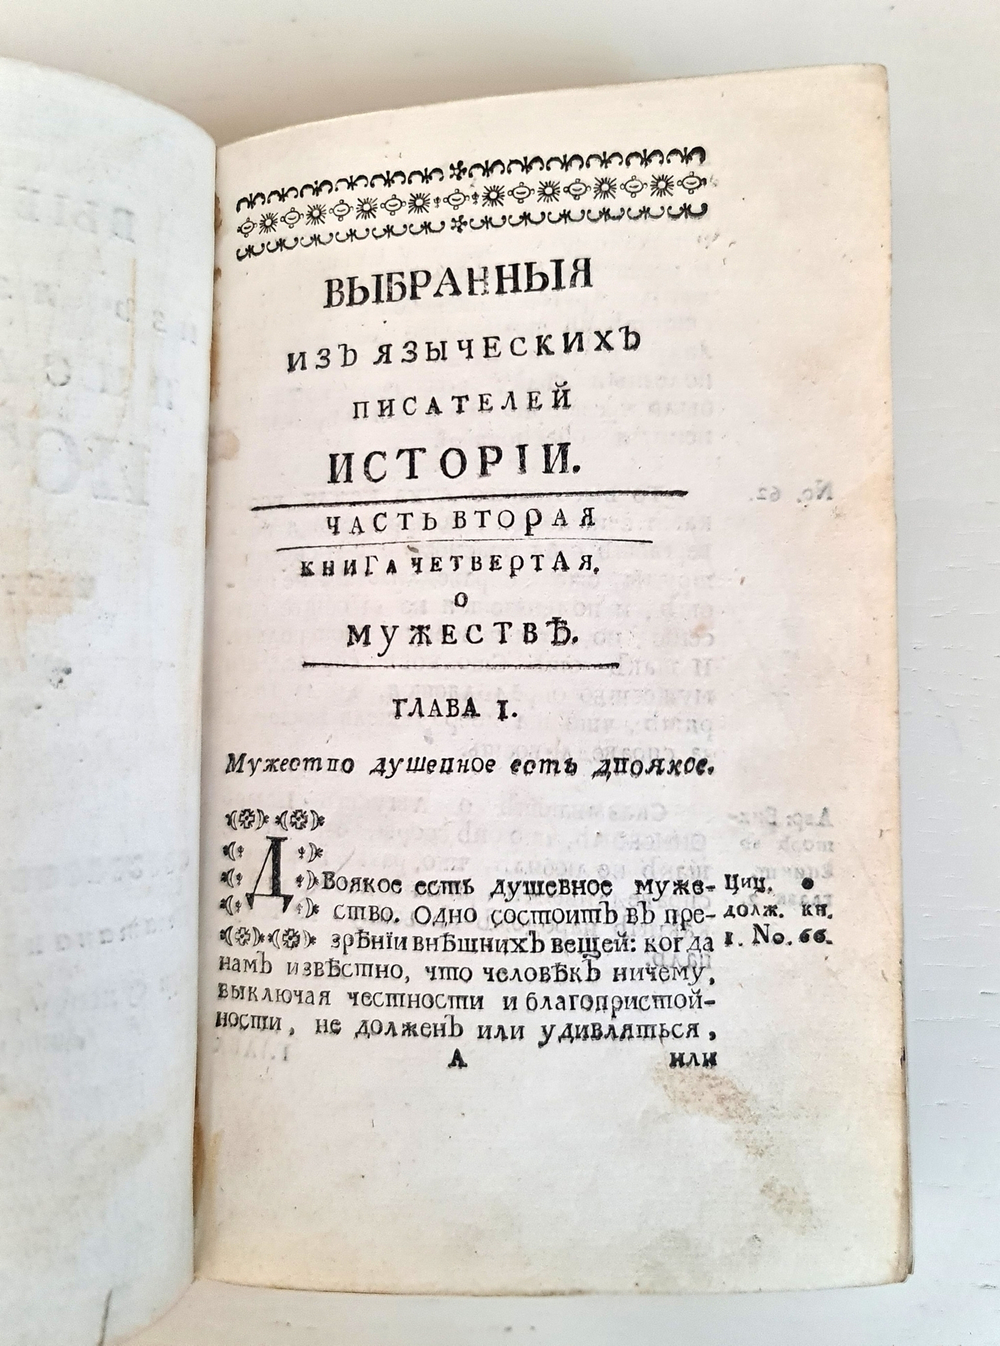 ВЫБРАННЫЯ
ИЗЪ ЯЗЫЧЕСКИХЪ
ПИСАТЕЛЕЙ
ИСТОРІИ.
ЧАСТЬ ВТОРАЯ
КНИГА ЧЕТВЕРТАЯ.
О
МУЖЕСТВѢ.
ГЛАВА I.
Мужество душевное есть двоякое.
ДВоякое есть душевное муже-
ство. Одно состоитъ въ пре-
зрѣніи внѣшнихъ вещей: когда
намъ извѣстно, что человѣкъ ничему,
выключая честности и благопристой-
ности, не долженъ или удивляться,
Циц. о
долж. кн.
I. No. 66.
А
или